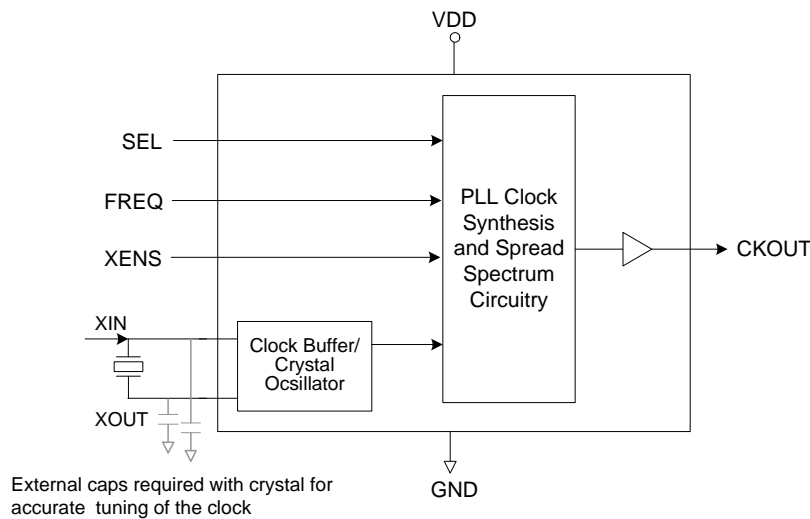 VDD
SEL
FREQ
XENS
PLL Clock
Synthesis
and Spread
Spectrum
Circuitry
CKOUT
XIN
Clock Buffer/
Crystal
Ocsillator
XOUT
GND
External caps required with crystal for
accurate tuning of the clock